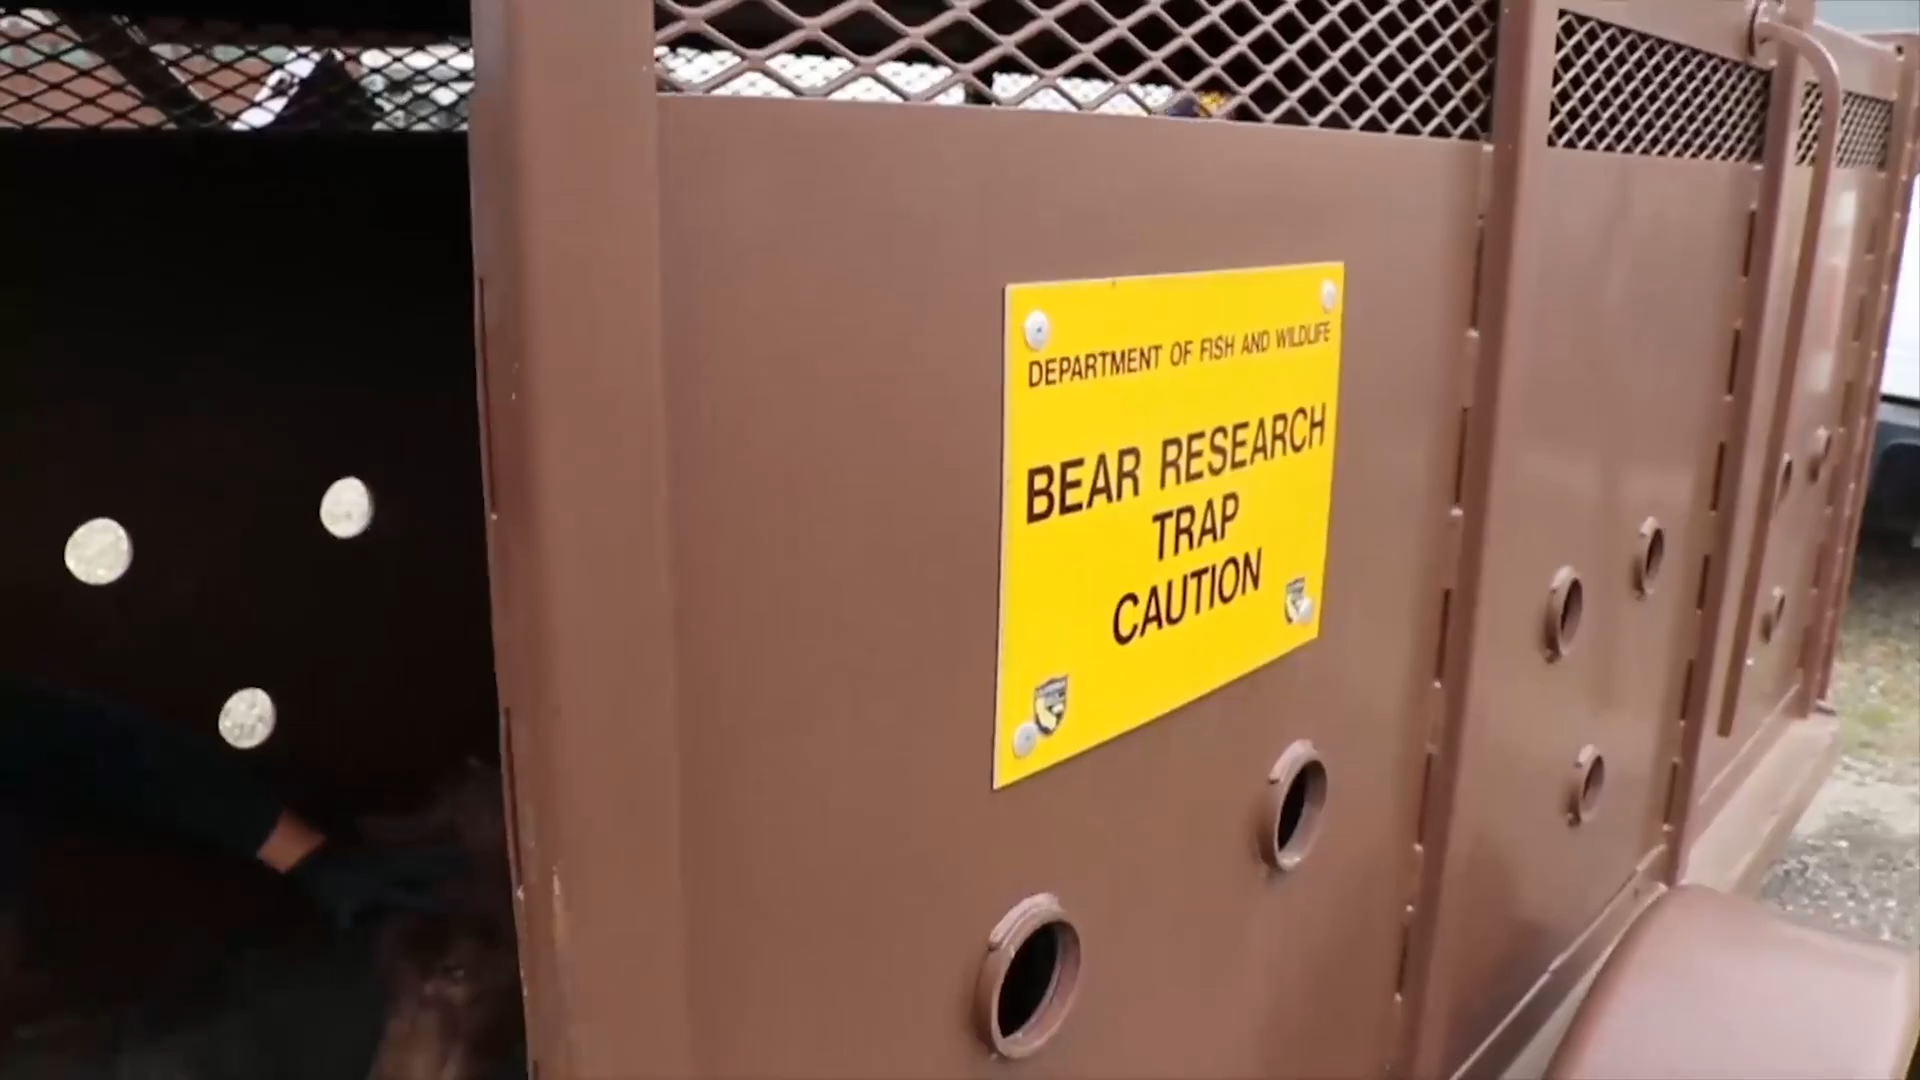 DEPARTMENT OF FISH AND WILDLIFE
BEAR RESEARCH
TRAP
CAUTION